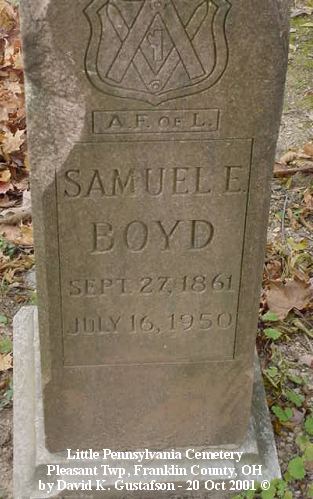 A.F. OF L.
SAMUEL E.
BOYD
SEPT. 27, 1861
JULY 16, 1950
Little Pennsylvania Cemetery
Pleasant Twp, Franklin County, OH
by David K. Gustafson - 20 Oct 2001 ©